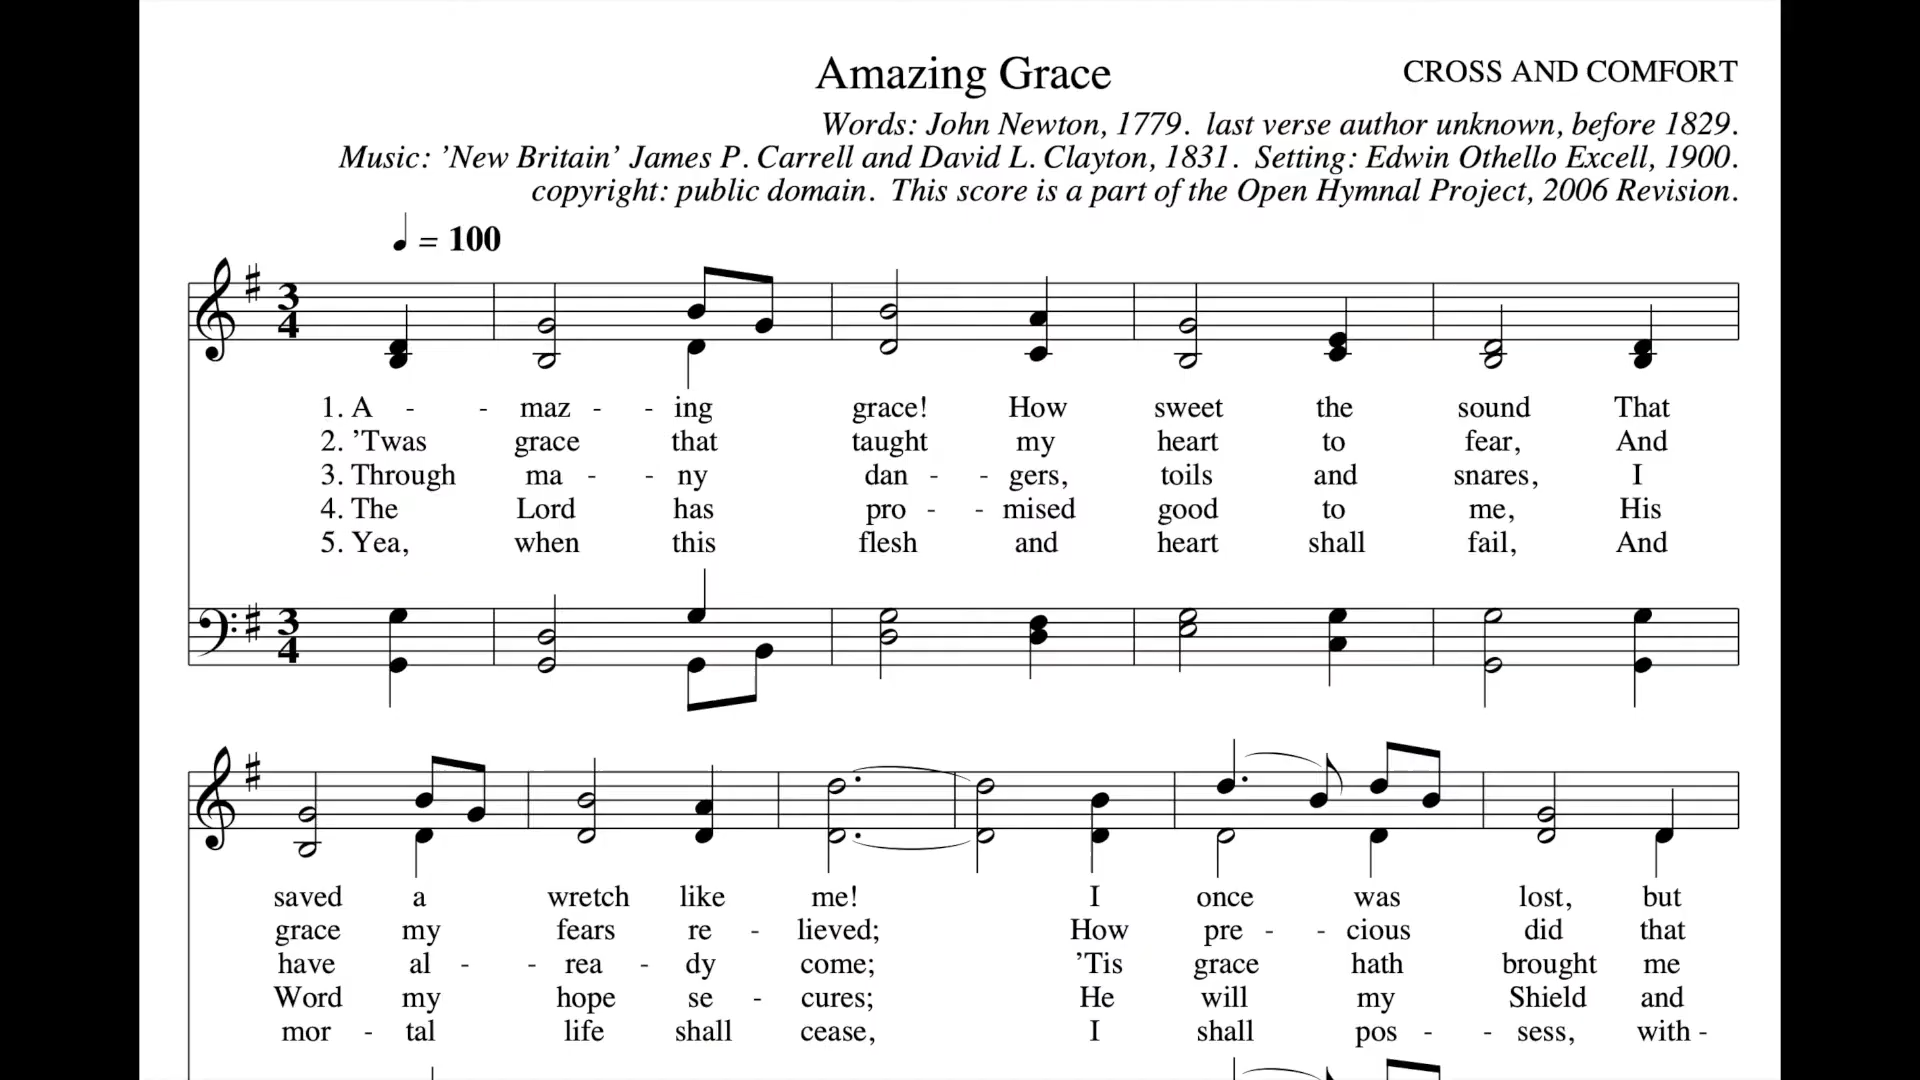 Amazing Grace
CROSS AND COMFORT
Words: John Newton, 1779. last verse author unknown, before 1829.
Music: ’New Britain’ James P. Carrell and David L. Clayton, 1831. Setting: Edwin Othello Excell, 1900.
copyright: public domain. This score is a part of the Open Hymnal Project, 2006 Revision.
= 100
3
4
1. A - - maz - - ing grace! How sweet the sound That
2. ’Twas grace that taught my heart to fear, And
3. Through ma - - ny dan - - gers, toils and snares, I
4. The Lord has pro - - mised good to me, His
5. Yea, when this flesh and heart shall fail, And
3
4
saved a wretch like me! I once was lost, but
grace my fears re - lieved; How pre - - cious did that
have al - - rea - dy come; ’Tis grace hath brought me
Word my hope se - cures; He will my Shield and
mor - tal life shall cease, I shall pos - - sess, with -